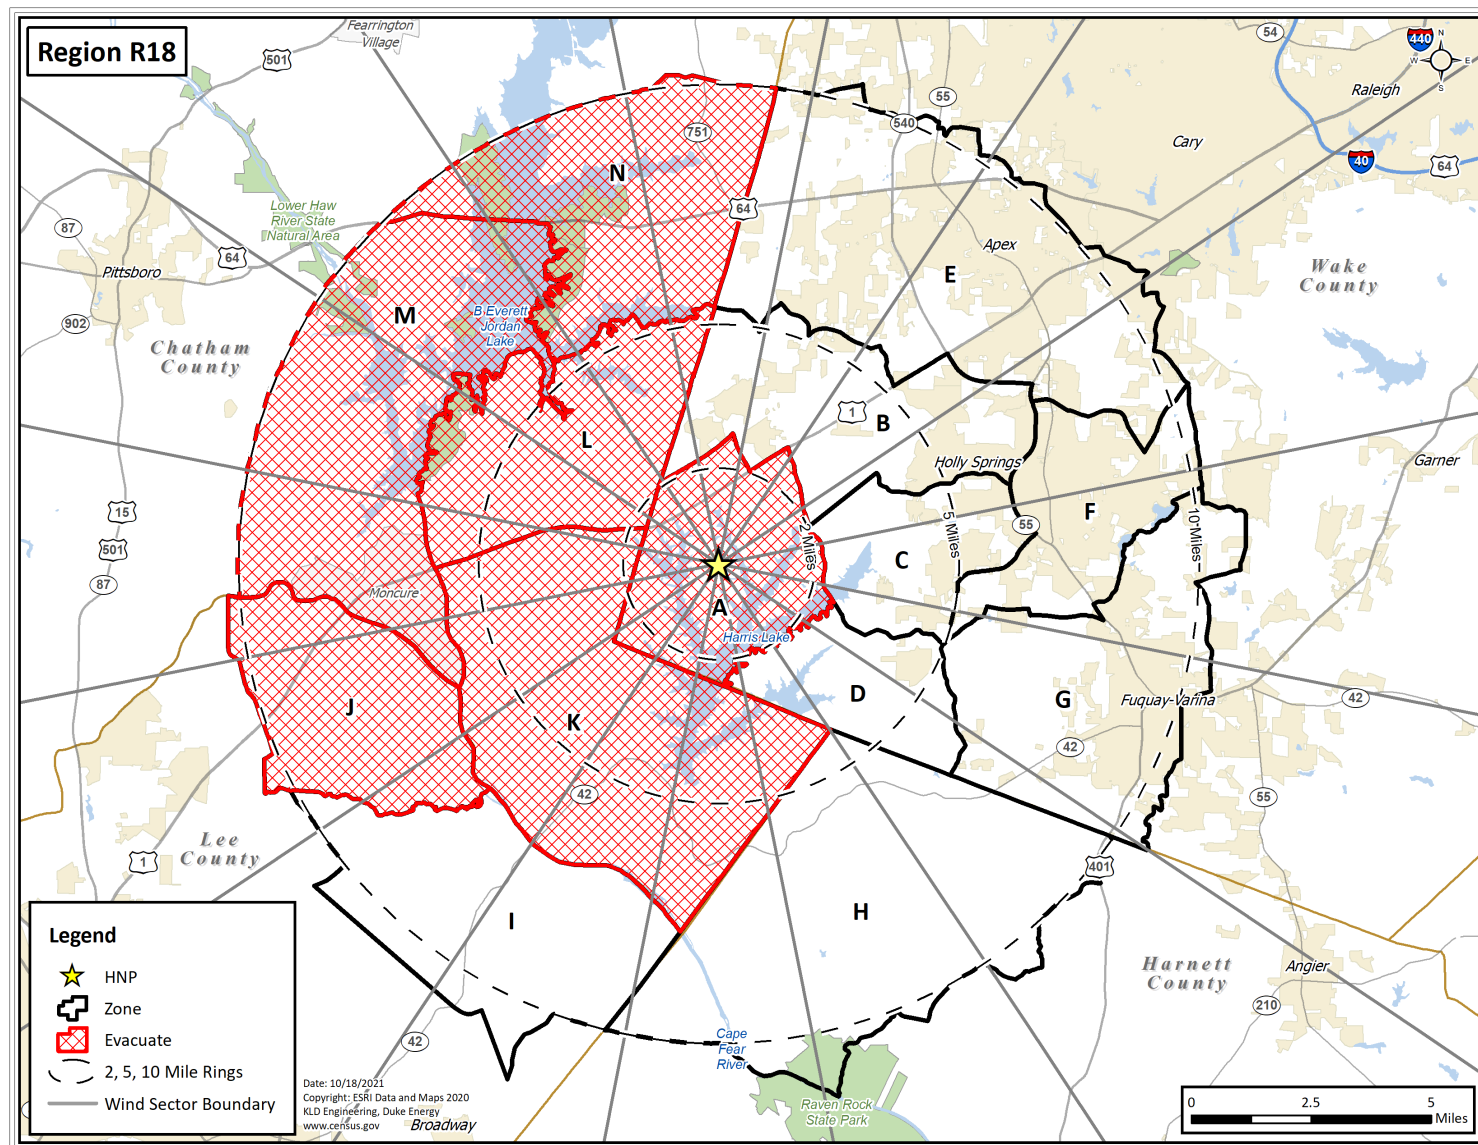 Region R18
Fearrington
Village
501
54
440
N
W
E
S
Raleigh
55
540
751
Cary
40
64
N
Lower Haw
River State
Natural Area
64
87
64
Apex
Pittsboro
E
Wake
County
M
B Everett
Jordan
Lake
902
Chatham
County
1
B
L
Holly Springs
Garner
15
5 Miles
55
F
10 Miles
501
2 Miles
C
87
Moncure
A
Harris Lake
D
J
K
G
Fuquay-Varina
42
42
42
55
Lee
County
1
401
I
H
Harnett
County
Angier
210
Legend
HNP
Zone
Evacuate
2, 5, 10 Mile Rings
Wind Sector Boundary
42
Cape
Fear
River
Date: 10/18/2021
Copyright: ESRI Data and Maps 2020
KLD Engineering, Duke Energy
www.census.gov
Broadway
Raven Rock
State Park
0
2.5
5
Miles